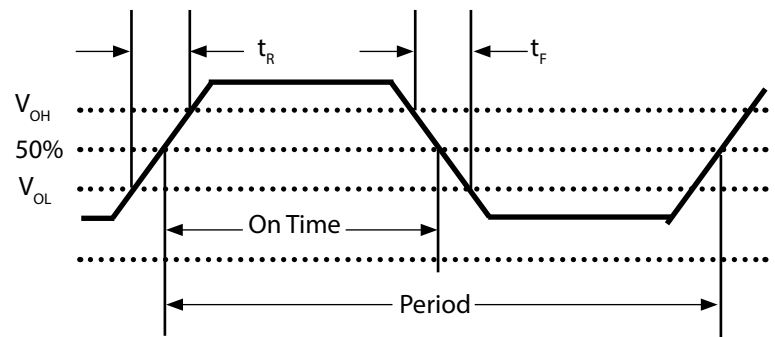 t_R
t_F
V_OH
50%
V_OL
On Time
Period